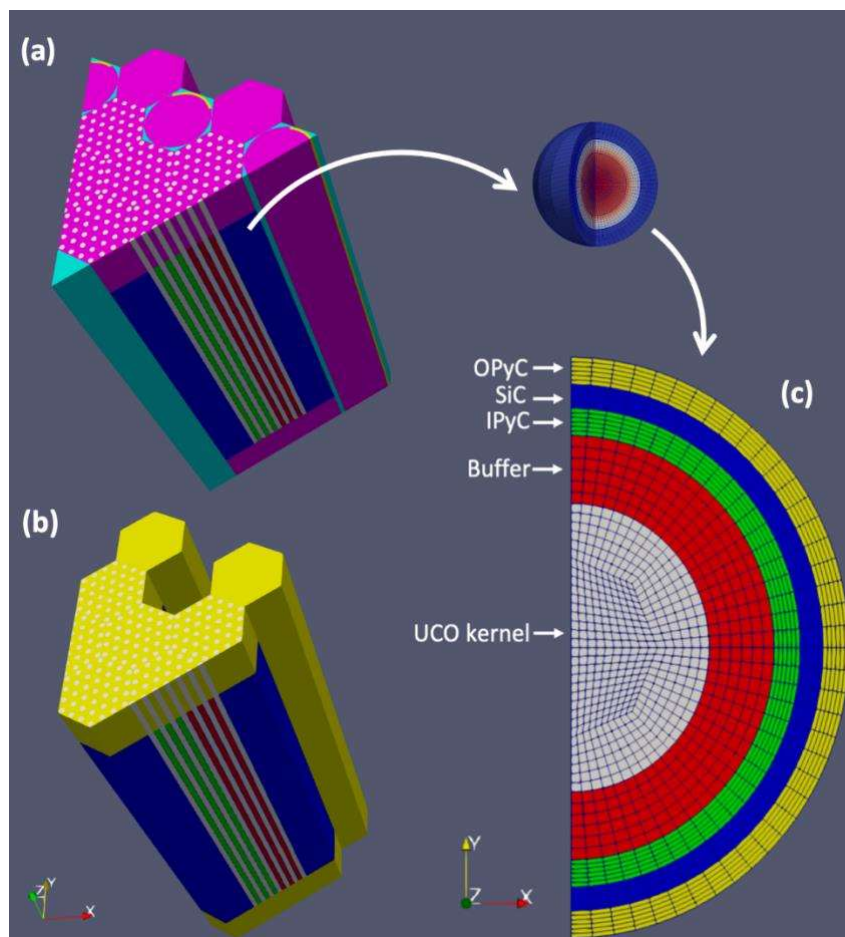 (a)
OPyC
SiC
(c)
IPyC
Buffer
(b)
UCO kernel
Z
Y
X
Y
Z
X